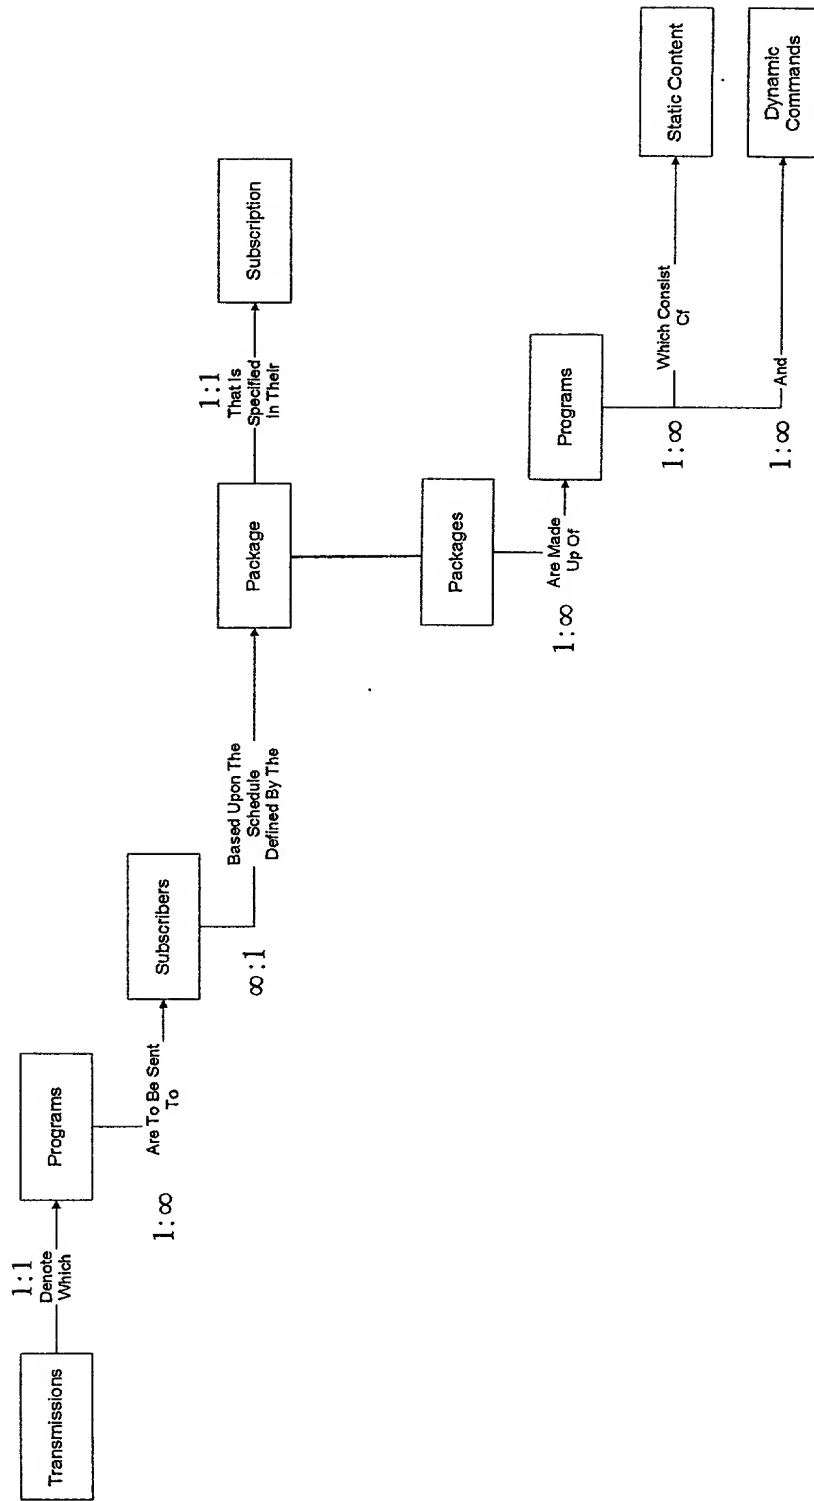 Transmissions
1:1
Denote
Which
Programs
1:∞
Are To Be Sent
To
Subscribers
∞:1
Based Upon The
Schedule
Defined By The
Package
1:1
That Is
Specified
In Their
Subscription
Packages
1:∞
Are Made
Up Of
Programs
1:∞
Which Consist
Cf
Static Content
1:∞
And
Dynamic
Commands